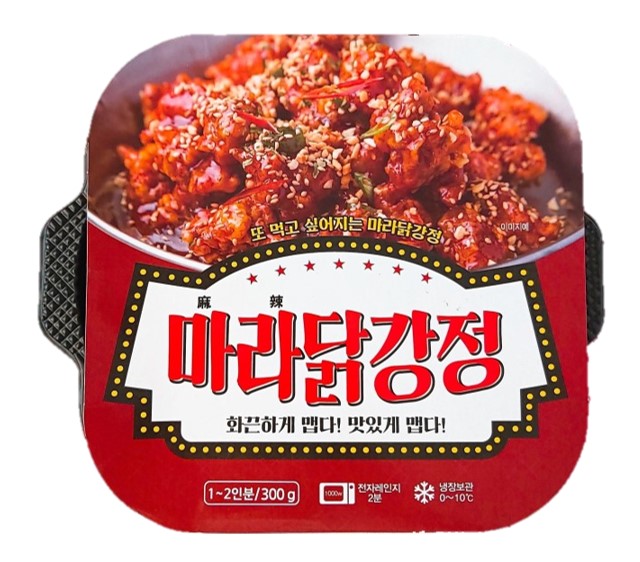 또 먹고 싶어지는 마라닭강정
이미지예
麻 辣
마라닭강정
화끈하게 맵다! 맛있게 맵다!
1~2인분/300g
1000w
전자레인지
2분
냉장보관
0~10℃